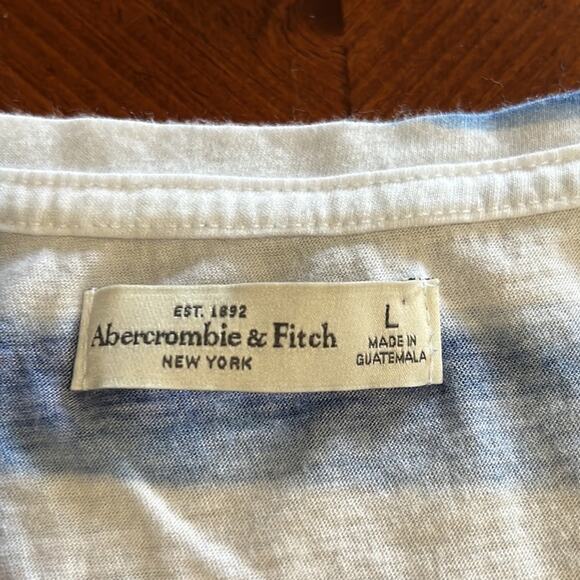 EST. 1892
Abercrombie & Fitch
NEW YORK
L
MADE IN
GUATEMALA